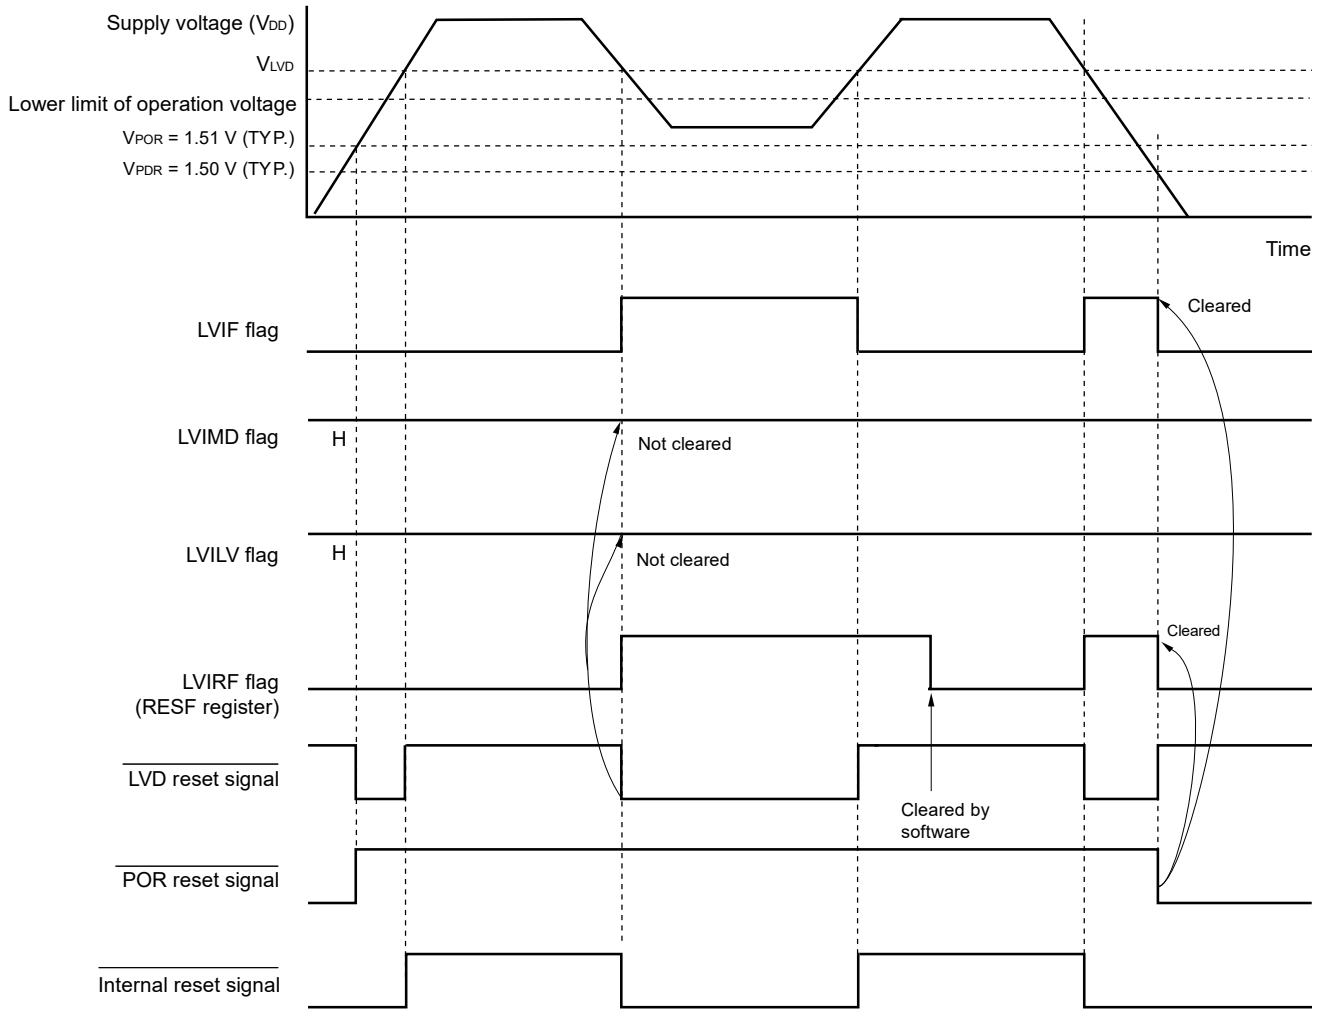 Supply voltage (VDD)
VLVD
Lower limit of operation voltage
VPOR = 1.51 V (TYP.)
VPDR = 1.50 V (TYP.)
Time
LVIF flag
Cleared
LVIMD flag
H
Not cleared
LVILV flag
H
Not cleared
LVIRF flag
(RESF register)
Cleared
LVD reset signal
Cleared by
software
POR reset signal
Internal reset signal